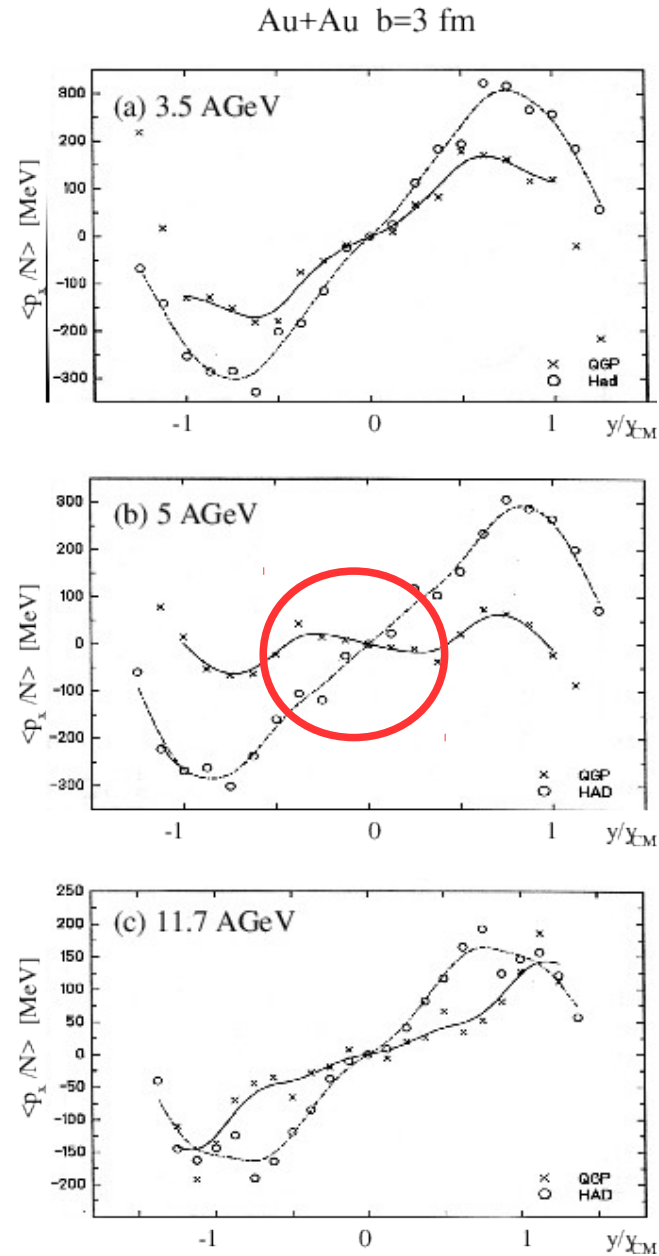 Au+Au b=3 fm
(a) 3.5 AGeV
300
200
100
0
-100
-200
-300
<pₓ/N> [MeV]
× QGP
o Had
-1 0 1 y/y_CM
(b) 5 AGeV
300
200
100
0
-100
-200
-300
<pₓ/N> [MeV]
× QGP
o HAD
-1 0 1 y/y_CM
(c) 11.7 AGeV
250
200
150
100
50
0
-50
-100
-150
-200
<pₓ/N> [MeV]
× QGP
o HAD
-1 0 1 y/y_CM